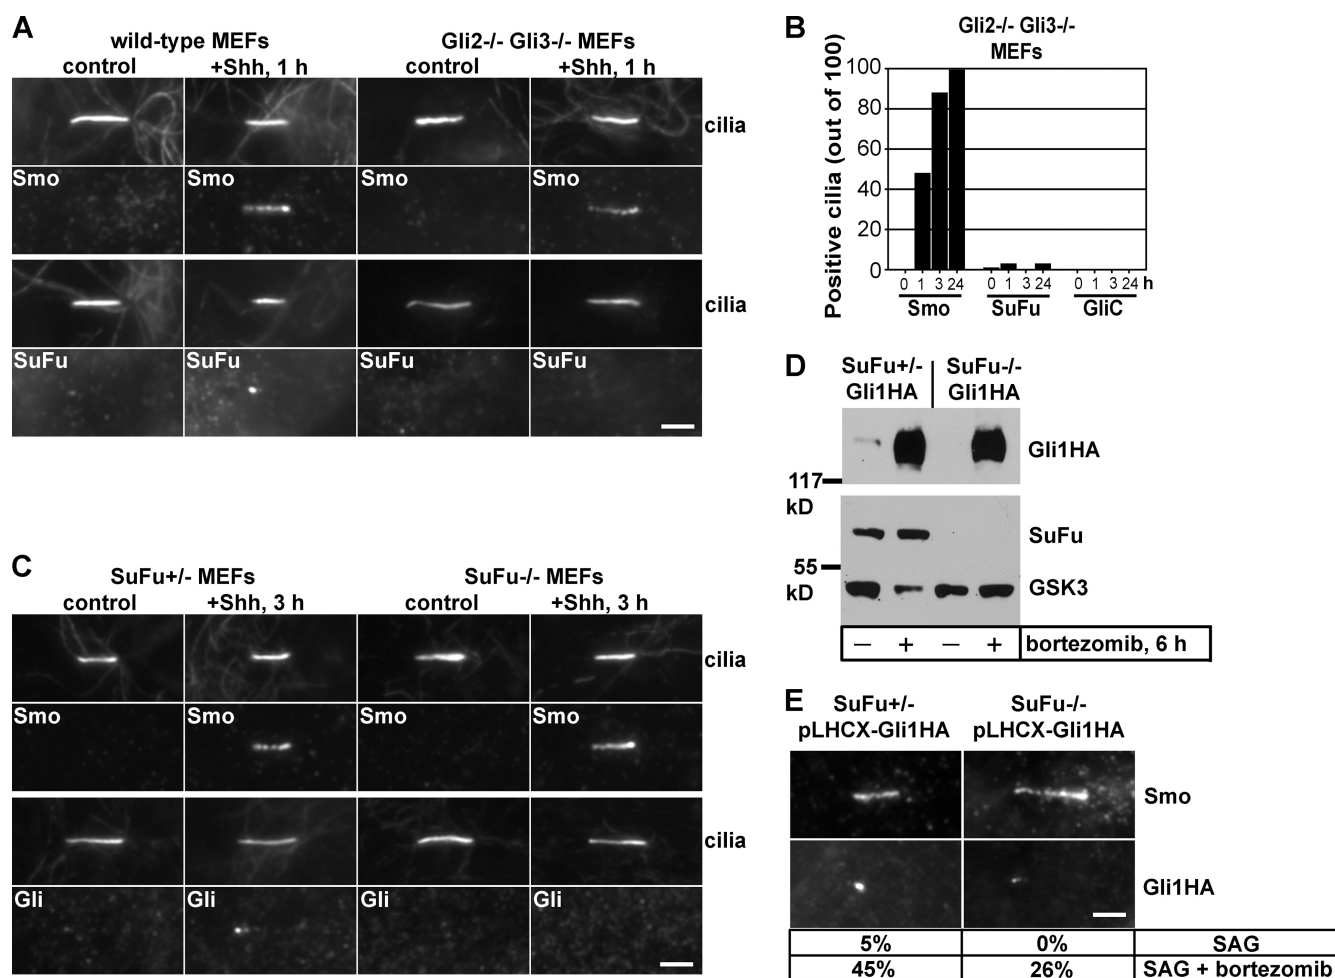 A
wild-type MEFs
Gli2-/- Gli3-/- MEFs
control
+Shh, 1 h
control
+Shh, 1 h
cilia
Smo
Smo
Smo
Smo
cilia
SuFu
SuFu
SuFu
SuFu
B
Gli2-/- Gli3-/-
MEFs
Positive cilia (out of 100)
100
80
60
40
20
0
0 1 3 24 0 1 3 24 0 1 3 24 h
Smo SuFu GliC
C
SuFu+/- MEFs
SuFu-/- MEFs
control
+Shh, 3 h
control
+Shh, 3 h
cilia
Smo
Smo
Smo
Smo
cilia
Gli
Gli
Gli
Gli
D
SuFu+/-
Gli1HA
SuFu-/-
Gli1HA
Gli1HA
117
kD
SuFu
55
kD
GSK3
– + – + bortezomib, 6 h
E
SuFu+/-
pLHCX-Gli1HA
SuFu-/-
pLHCX-Gli1HA
Smo
Gli1HA
5% 0% SAG
45% 26% SAG + bortezomib